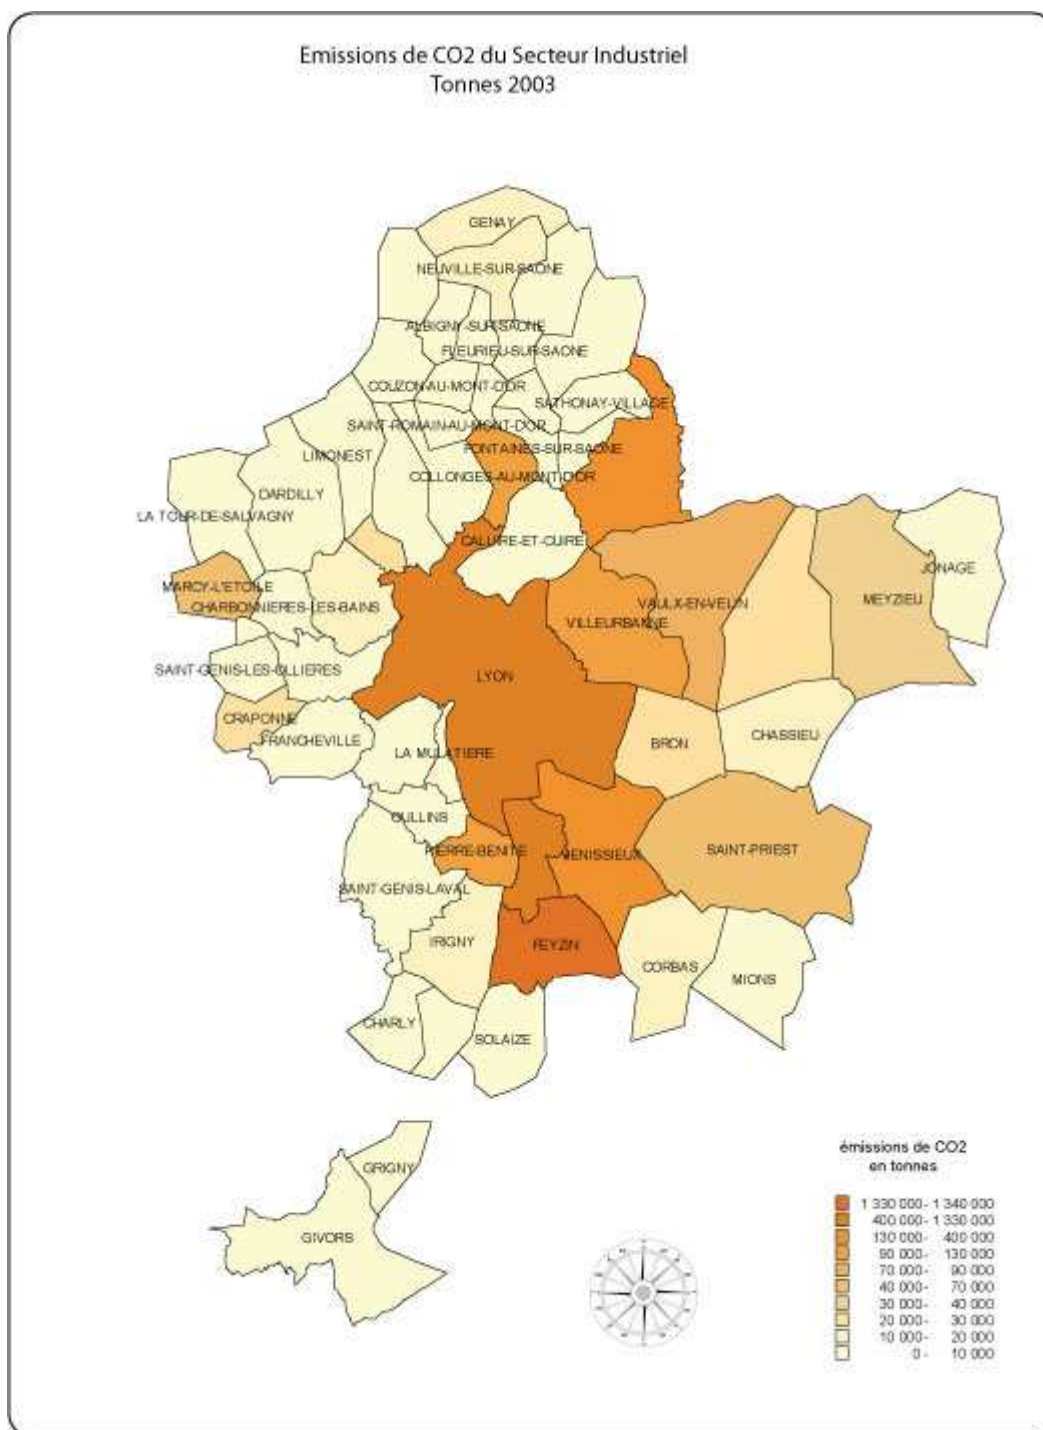 Emissions de CO2 du Secteur Industriel
Tonnes 2003
GENAY
NEUVILLE-SUR-SAONE
ALBIGNY-SUR-SAONE
FLEURIEU-SUR-SAONE
COUZON-AU-MONT-D'OR
SATHONAY-VILLAGE
SAINT-ROMAIN-AU-MONT-D'OR
FONTAINES-SUR-SAONE
LIMONEST
COLLONGES-AU-MONT-D'OR
DARDILLY
LA TOUR-DE-SALVAGNY
CALUIRE-ET-CUIRE
JONAGE
MARCY-L'ETOILE
MEYZIEU
VAULX-EN-VELIN
CHARBONNIERES-LES-BAINS
VILLEURBANNE
SAINT-GENIS-LES-OLLIERES
LYON
CRAPONNE
CHASSIEU
FRANCHEVILLE
BRON
LA MULATIERE
OULLINS
PIERRE-BENITE
VENISSIEUX
SAINT-PRIEST
SAINT-GENIS-LAVAL
IRIGNY
FEYZIN
CORBAS
MIONS
CHARLY
SOLAIZE
GRIGNY
GIVORS
émissions de CO2
en tonnes
1 330 000- 1 340 000
400 000- 1 330 000
130 000- 400 000
90 000- 130 000
70 000- 90 000
40 000- 70 000
30 000- 40 000
20 000- 30 000
10 000- 20 000
0- 10 000